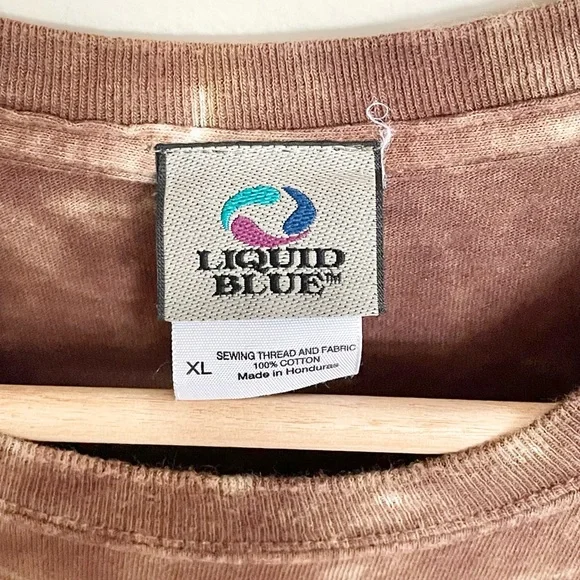 LIQUID
BLUE™
XL
SEWING THREAD AND FABRIC
100% COTTON
Made in Honduras